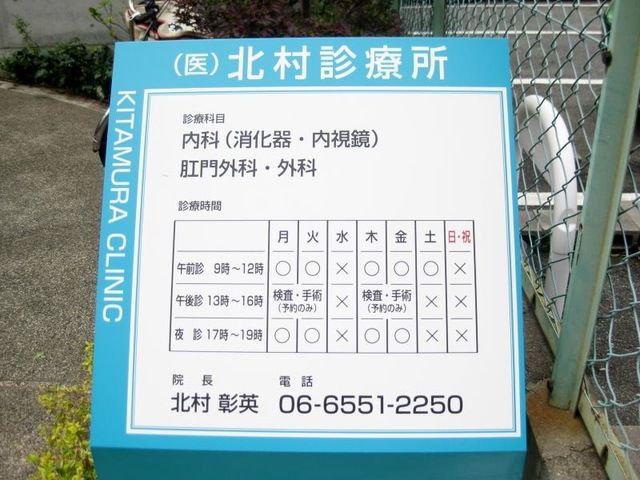 (医)北村診療所
KITAMURA CLINIC
診療科目
内科(消化器・内視鏡)
肛門外科・外科
診療時間
月 火 水 木 金 土 日・祝
午前診 9時～12時 ○ ○ × ○ ○ ○ ×
午後診 13時～16時 検査・手術(予約のみ) × 検査・手術(予約のみ) × ×
夜 診 17時～19時 ○ ○ × ○ ○ × ×
院 長 電 話
北村 彰英 06-6551-2250